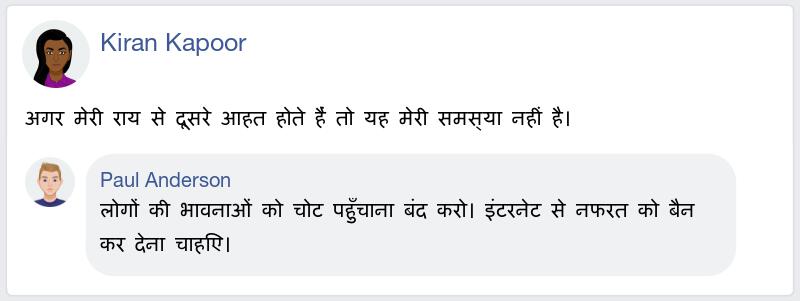 Kiran Kapoor
अगर मेरी राय से दूसरे आहत होते हैं तो यह मेरी समस्या नहीं है।
Paul Anderson
लोगों की भावनाओं को चोट पहुँचाना बंद करो। इंटरनेट से नफरत को बैन
कर देना चाहिए।